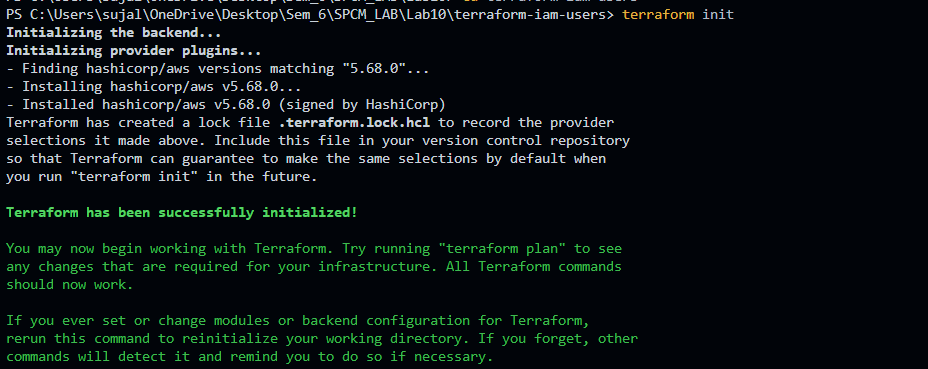 PS C:\Users\sujal\OneDrive\Desktop\Sem_6\SPCM_LAB\Lab10\terraform-iam-users> terraform init
Initializing the backend...
Initializing provider plugins...
- Finding hashicorp/aws versions matching "5.68.0"...
- Installing hashicorp/aws v5.68.0...
- Installed hashicorp/aws v5.68.0 (signed by HashiCorp)
Terraform has created a lock file .terraform.lock.hcl to record the provider
selections it made above. Include this file in your version control repository
so that Terraform can guarantee to make the same selections by default when
you run "terraform init" in the future.
Terraform has been successfully initialized!
You may now begin working with Terraform. Try running "terraform plan" to see
any changes that are required for your infrastructure. All Terraform commands
should now work.
If you ever set or change modules or backend configuration for Terraform,
rerun this command to reinitialize your working directory. If you forget, other
commands will detect it and remind you to do so if necessary.